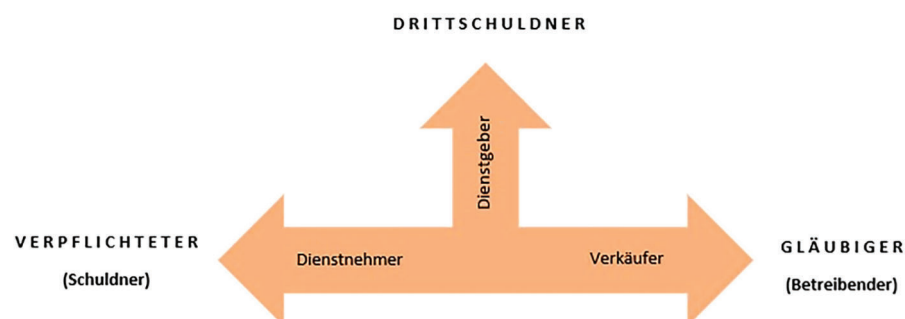 DRITTSCHULDNER
Dienstgeber
VERPFLICHTETER
(Schuldner)
Dienstnehmer
Verkäufer
GLÄUBIGER
(Betreibender)